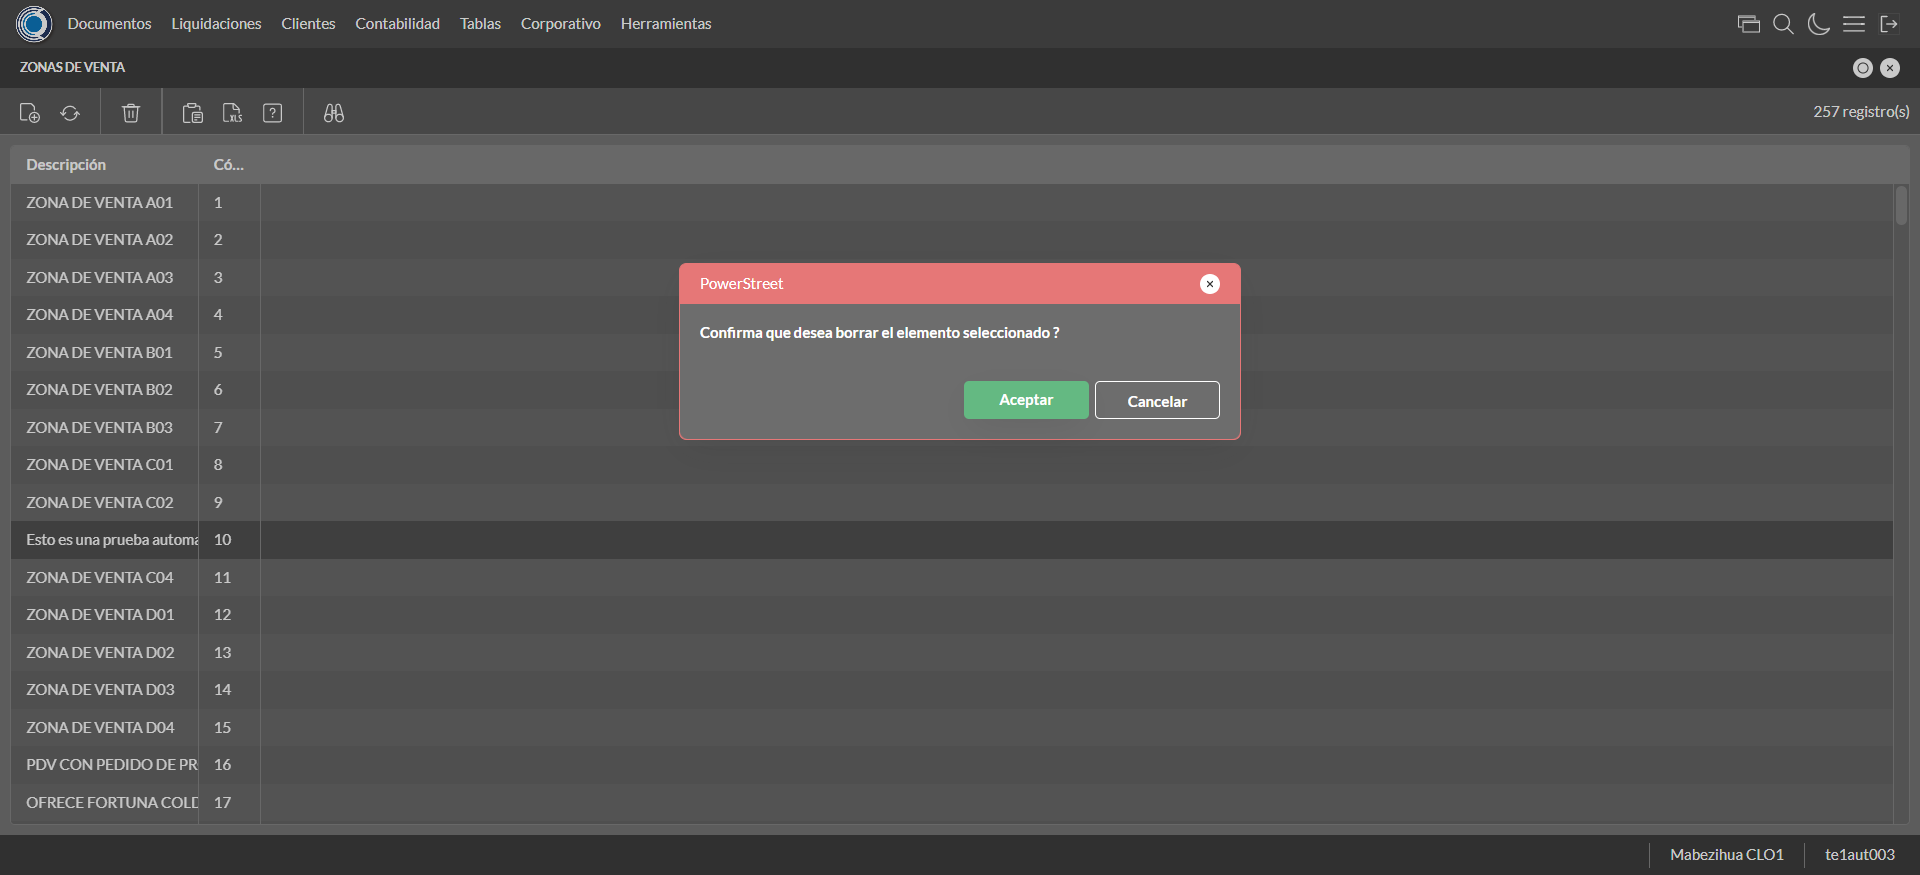 Documentos Liquidaciones Clientes Contabilidad Tablas Corporativo Herramientas
ZONAS DE VENTA
XLS ? 257 registro(s)
Descripción Có...
ZONA DE VENTA A01 1
ZONA DE VENTA A02 2
ZONA DE VENTA A03 3
ZONA DE VENTA A04 4
ZONA DE VENTA B01 5
ZONA DE VENTA B02 6
ZONA DE VENTA B03 7
ZONA DE VENTA C01 8
ZONA DE VENTA C02 9
Esto es una prueba automa 10
ZONA DE VENTA C04 11
ZONA DE VENTA D01 12
ZONA DE VENTA D02 13
ZONA DE VENTA D03 14
ZONA DE VENTA D04 15
PDV CON PEDIDO DE PR 16
OFRECE FORTUNA COLD 17
PowerStreet
Confirma que desea borrar el elemento seleccionado ?
Aceptar Cancelar
Mabezihua CLO1 te1aut003